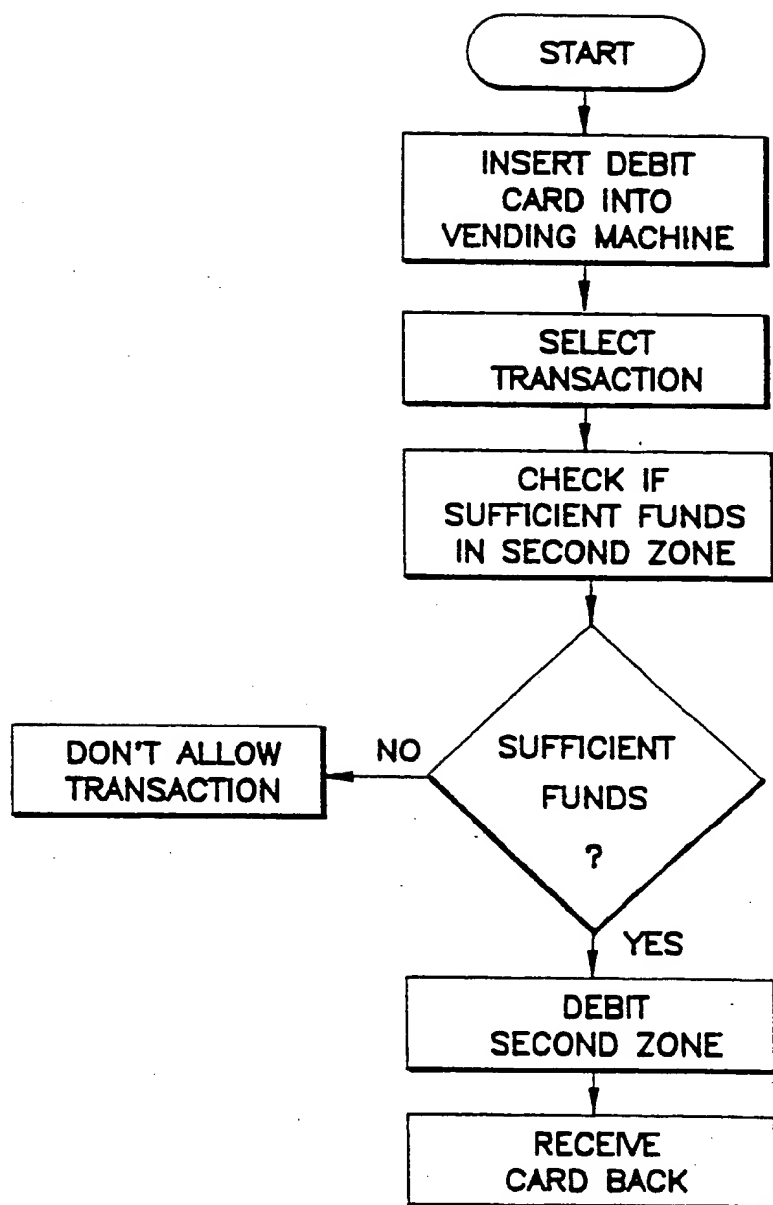 START
INSERT DEBIT
CARD INTO
VENDING MACHINE
SELECT
TRANSACTION
CHECK IF
SUFFICIENT FUNDS
IN SECOND ZONE
SUFFICIENT
FUNDS
?
NO
DON'T ALLOW
TRANSACTION
YES
DEBIT
SECOND ZONE
RECEIVE
CARD BACK